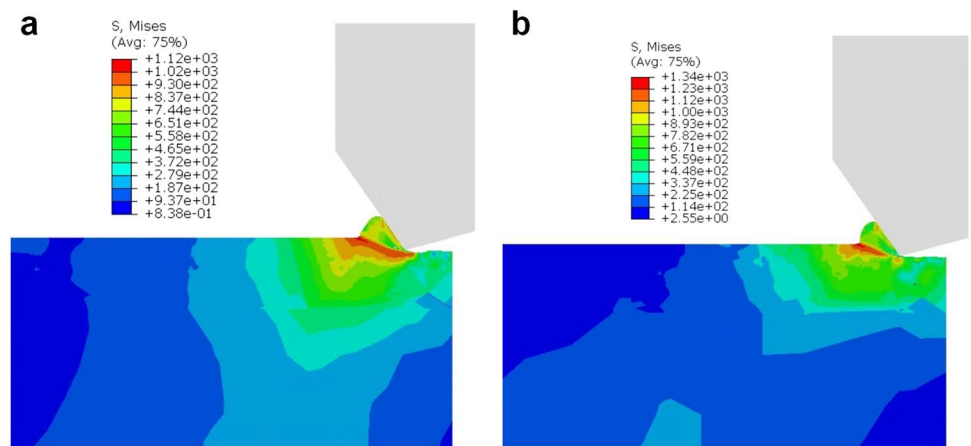 a
S, Mises
(Avg: 75%)
+1.12e+03
+1.02e+03
+9.30e+02
+8.37e+02
+7.44e+02
+6.51e+02
+5.58e+02
+4.65e+02
+3.72e+02
+2.79e+02
+1.87e+02
+9.37e+01
+8.38e-01
b
S, Mises
(Avg: 75%)
+1.34e+03
+1.23e+03
+1.12e+03
+1.00e+03
+8.93e+02
+7.82e+02
+6.71e+02
+5.59e+02
+4.48e+02
+3.37e+02
+2.25e+02
+1.14e+02
+2.55e+00